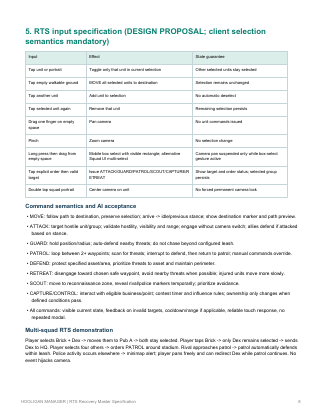 5. RTS input specification (DESIGN PROPOSAL; client selection
semantics mandatory)
Input Effect State guarantee
Tap unit or portrait Toggle only that unit in current selection Other selected units stay selected
Tap empty walkable ground MOVE all selected units to destination Selection remains unchanged
Tap another unit Add unit to selection No automatic deselect
Tap selected unit again Remove that unit Remaining selection persists
Drag one finger on empty Pan camera No unit commands issued
space
Pinch Zoom camera No selection change
Long press then drag from Mobile box select with visible rectangle; alternative Camera pan suspended only while box select
empty space Squad UI multi-select gesture active
Tap explicit order then valid Issue ATTACK/GUARD/PATROL/SCOUT/CAPTURE/R Show target and order status; selected group
target ETREAT persists
Double tap squad portrait Center camera on unit No forced permanent camera lock
Command semantics and AI acceptance
• MOVE: follow path to destination, preserve selection; arrive -> idle/previous stance; show destination marker and path preview.
• ATTACK: target hostile unit/group; validate hostility, visibility and range; engage without camera switch; allies defend if attacked
based on stance.
• GUARD: hold position/radius; auto-defend nearby threats; do not chase beyond configured leash.
• PATROL: loop between 2+ waypoints; scan for threats; interrupt to defend, then return to patrol; manual commands override.
• DEFEND: protect specified asset/area, prioritize threats to asset and maintain perimeter.
• RETREAT: disengage toward chosen safe waypoint, avoid nearby threats when possible; injured units move more slowly.
• SCOUT: move to reconnaissance zone, reveal rival/police markers temporarily; prioritize avoidance.
• CAPTURE/CONTROL: interact with eligible business/point; contest timer and influence rules; ownership only changes when
defined conditions pass.
• All commands: visible current state, feedback on invalid targets, cooldown/range if applicable, reliable touch response, no
repeated modal.
Multi-squad RTS demonstration
Player selects Brick + Dex -> moves them to Pub A -> both stay selected. Player taps Brick -> only Dex remains selected -> sends
Dex to HQ. Player selects four others -> orders PATROL around stadium. Rival approaches patrol -> patrol automatically defends
within leash. Police activity occurs elsewhere -> minimap alert; player pans freely and can redirect Dex while patrol continues. No
event hijacks camera.
HOOLIGAN MANAGER | RTS Recovery Master Specification